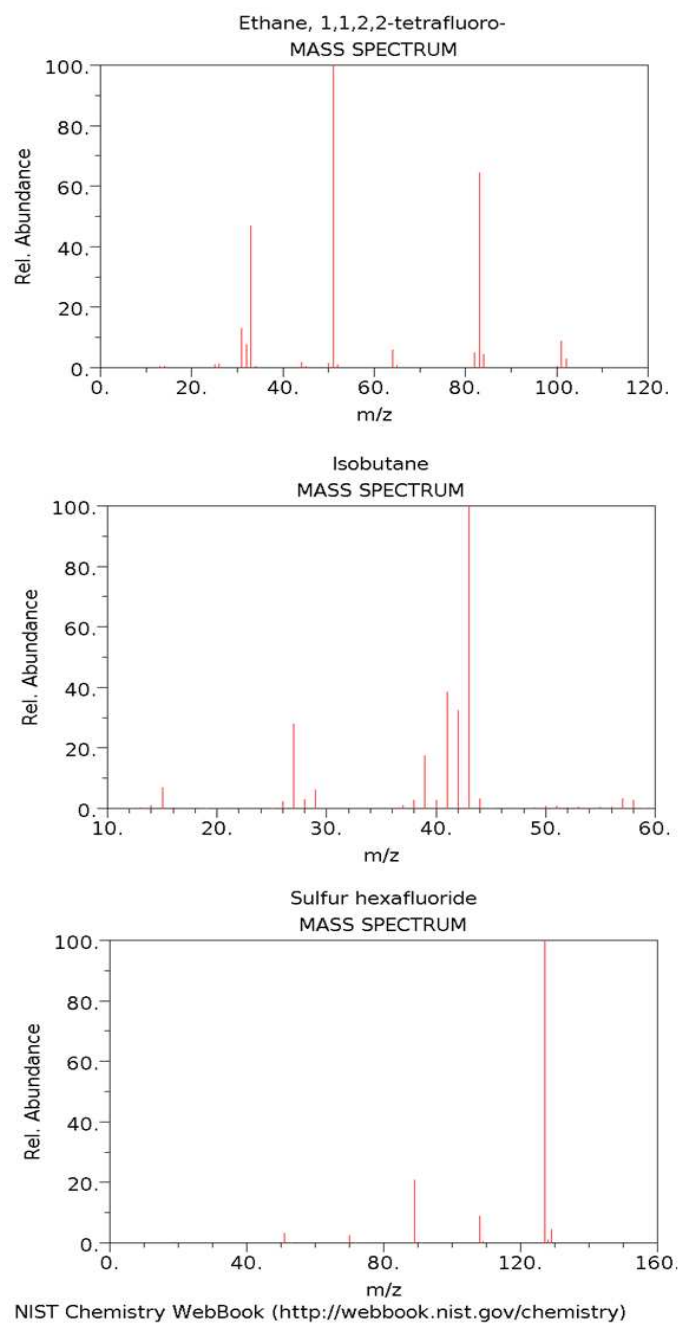 Ethane, 1,1,2,2-tetrafluoro-
MASS SPECTRUM
100.
80.
60.
40.
20.
0.
Rel. Abundance
0. 20. 40. 60. 80. 100. 120.
m/z
Isobutane
MASS SPECTRUM
100.
80.
60.
40.
20.
0.
Rel. Abundance
10. 20. 30. 40. 50. 60.
m/z
Sulfur hexafluoride
MASS SPECTRUM
100.
80.
60.
40.
20.
0.
Rel. Abundance
0. 40. 80. 120. 160.
m/z
NIST Chemistry WebBook (http://webbook.nist.gov/chemistry)